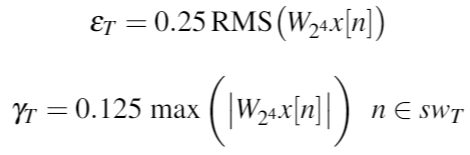 ε_T = 0.25 RMS(W_{2^4}x[n])
γ_T = 0.125 max(|W_{2^4}x[n]|) n ∈ sw_T